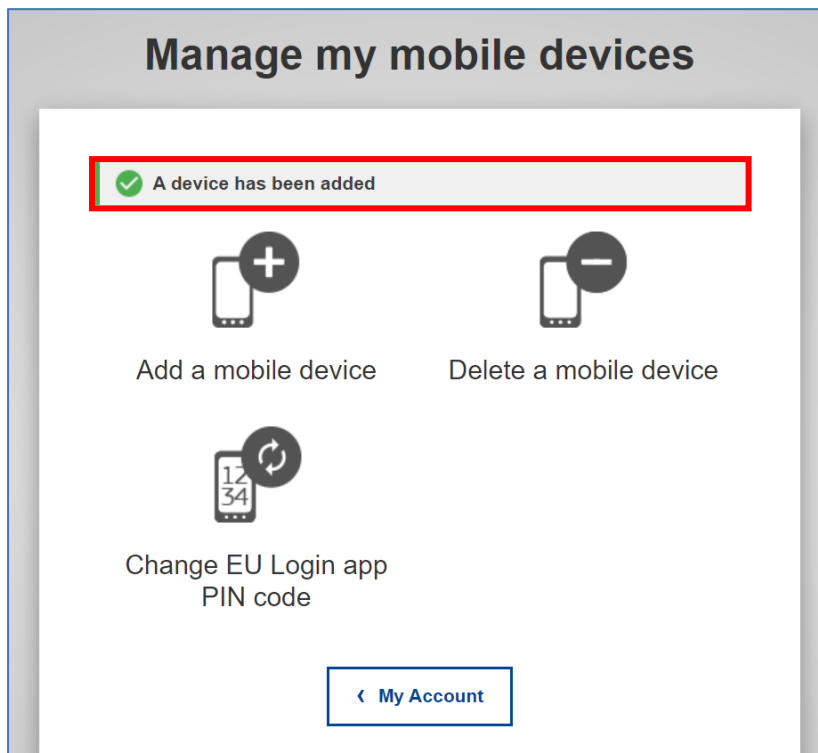 Manage my mobile devices
A device has been added
Add a mobile device
Delete a mobile device
12
34
Change EU Login app
PIN code
‹ My Account